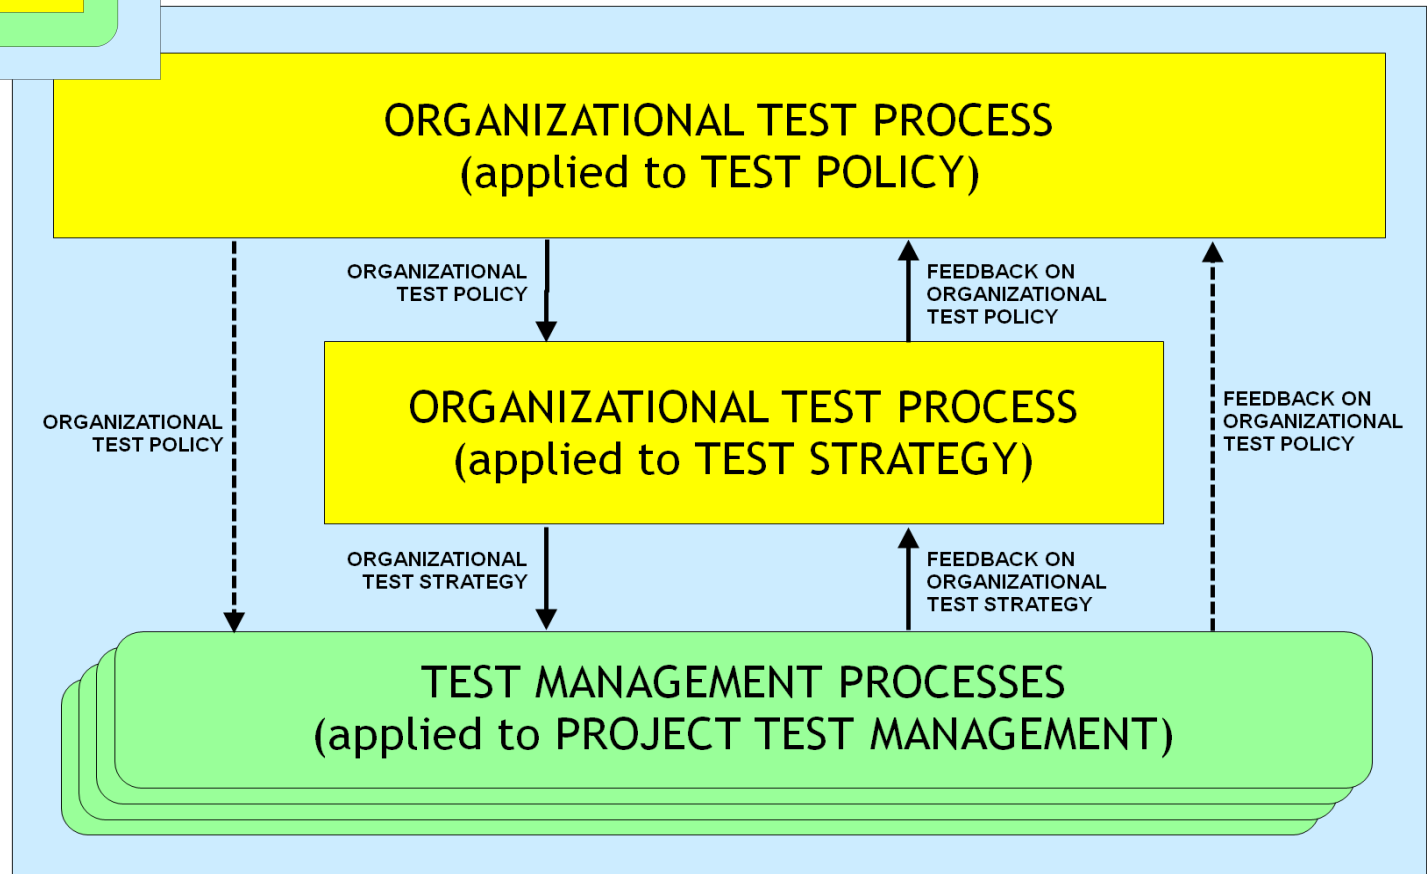 ORGANIZATIONAL TEST PROCESS
(applied to TEST POLICY)
ORGANIZATIONAL
TEST POLICY
FEEDBACK ON
ORGANIZATIONAL
TEST POLICY
ORGANIZATIONAL
TEST POLICY
ORGANIZATIONAL TEST PROCESS
(applied to TEST STRATEGY)
FEEDBACK ON
ORGANIZATIONAL
TEST POLICY
ORGANIZATIONAL
TEST STRATEGY
FEEDBACK ON
ORGANIZATIONAL
TEST STRATEGY
TEST MANAGEMENT PROCESSES
(applied to PROJECT TEST MANAGEMENT)